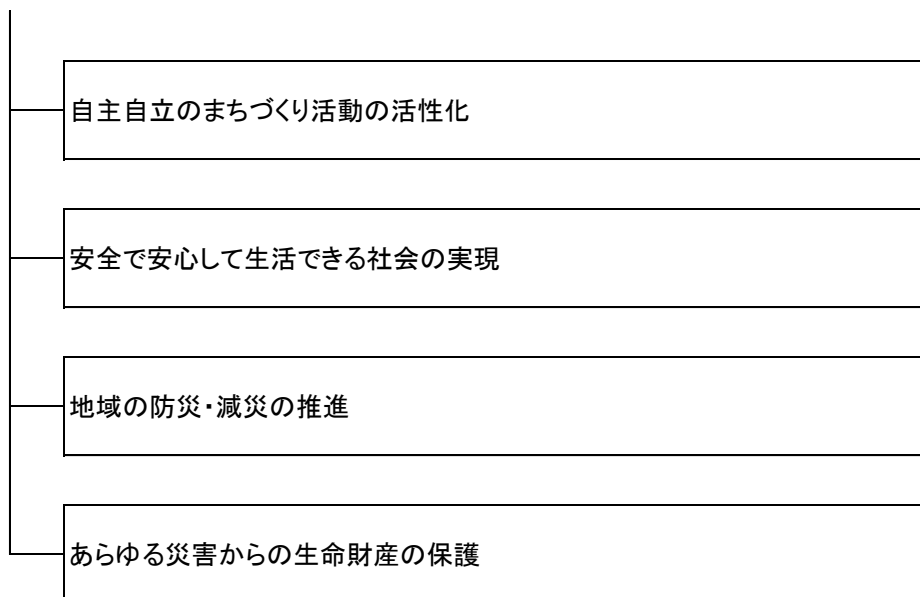 自主自立のまちづくり活動の活性化
安全で安心して生活できる社会の実現
地域の防災・減災の推進
あらゆる災害からの生命財産の保護